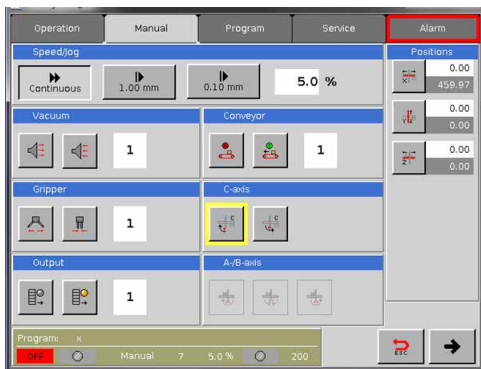 Operation Manual Program Service Alarm
Speed/Jog Positions
Continuous 1.00 mm 0.10 mm 5.0 %
X 0.00
459.97
Vacuum Conveyor
1 1
Y 0.00
0.00
Z 0.00
0.00
Gripper C-axis
1 C C
Output A-/B-axis
1
Program: x
OFF Manual 7 5.0 % 200
ESC